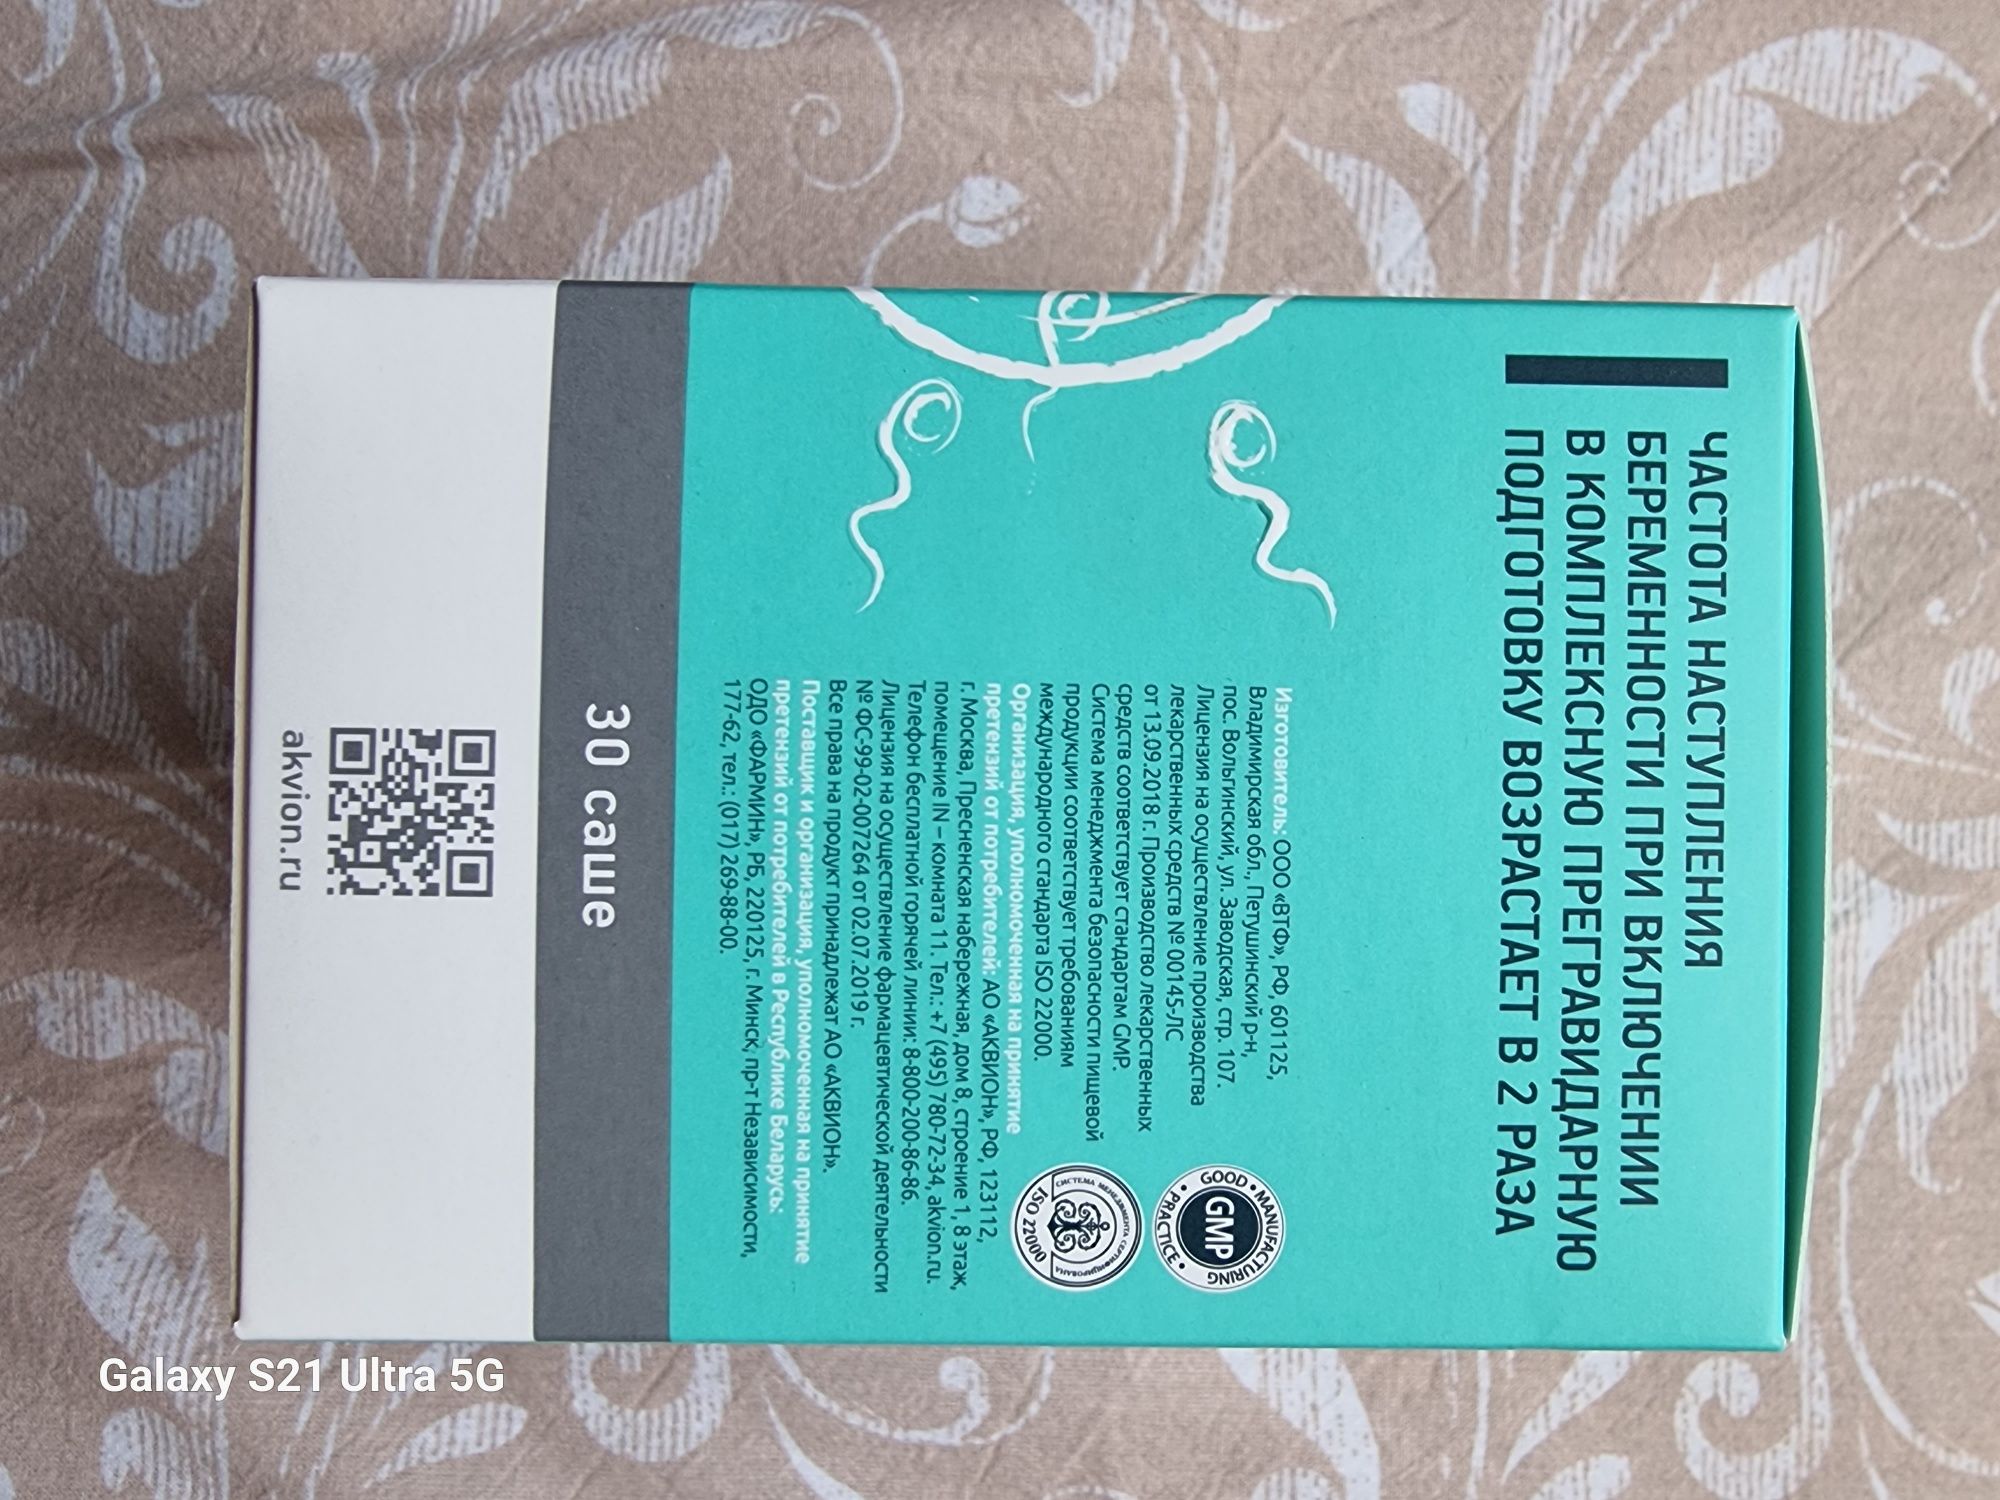 ЧАСТОТА НАСТУПЛЕНИЯ
БЕРЕМЕННОСТИ ПРИ ВКЛЮЧЕНИИ
В КОМПЛЕКСНУЮ ПРЕГРАВИДАРНУЮ
ПОДГОТОВКУ ВОЗРАСТАЕТ В 2 РАЗА
Изготовитель: ООО «ВТФ», РФ, 601125,
Владимирская обл., Петушинский р-н,
пос. Вольгинский, ул. Заводская, стр. 107.
Лицензия на осуществление производства
лекарственных средств № 00145-ЛС
от 13.09.2018 г. Производство лекарственных
средств соответствует стандартам GMP.
Система менеджмента безопасности пищевой
продукции соответствует требованиям
международного стандарта ISO 22000.
Организация, уполномоченная на принятие
претензий от потребителей: АО «АКВИОН», РФ, 123112,
г. Москва, Пресненская набережная, дом 8, строение 1, 8 этаж,
помещение IN – комната 11. Тел.: +7 (495) 780-72-34, akvion.ru.
Телефон бесплатной горячей линии: 8-800-200-86-86.
Лицензия на осуществление фармацевтической деятельности
№ ФС-99-02-007264 от 02.07.2019 г.
Все права на продукт принадлежат АО «АКВИОН».
Поставщик и организация, уполномоченная на принятие
претензий от потребителей в Республике Беларусь:
ОДО «ФАРМИН», РБ, 220125, г. Минск, пр-т Независимости,
177-62, тел.: (017) 269-88-00.
GOOD • MANUFACTURING
PRACTICE •
GMP
СИСТЕМА МЕНЕДЖМЕНТА СЕРТИФИЦИРОВАНА
ISO 22000
30 саше
akvion.ru
Galaxy S21 Ultra 5G